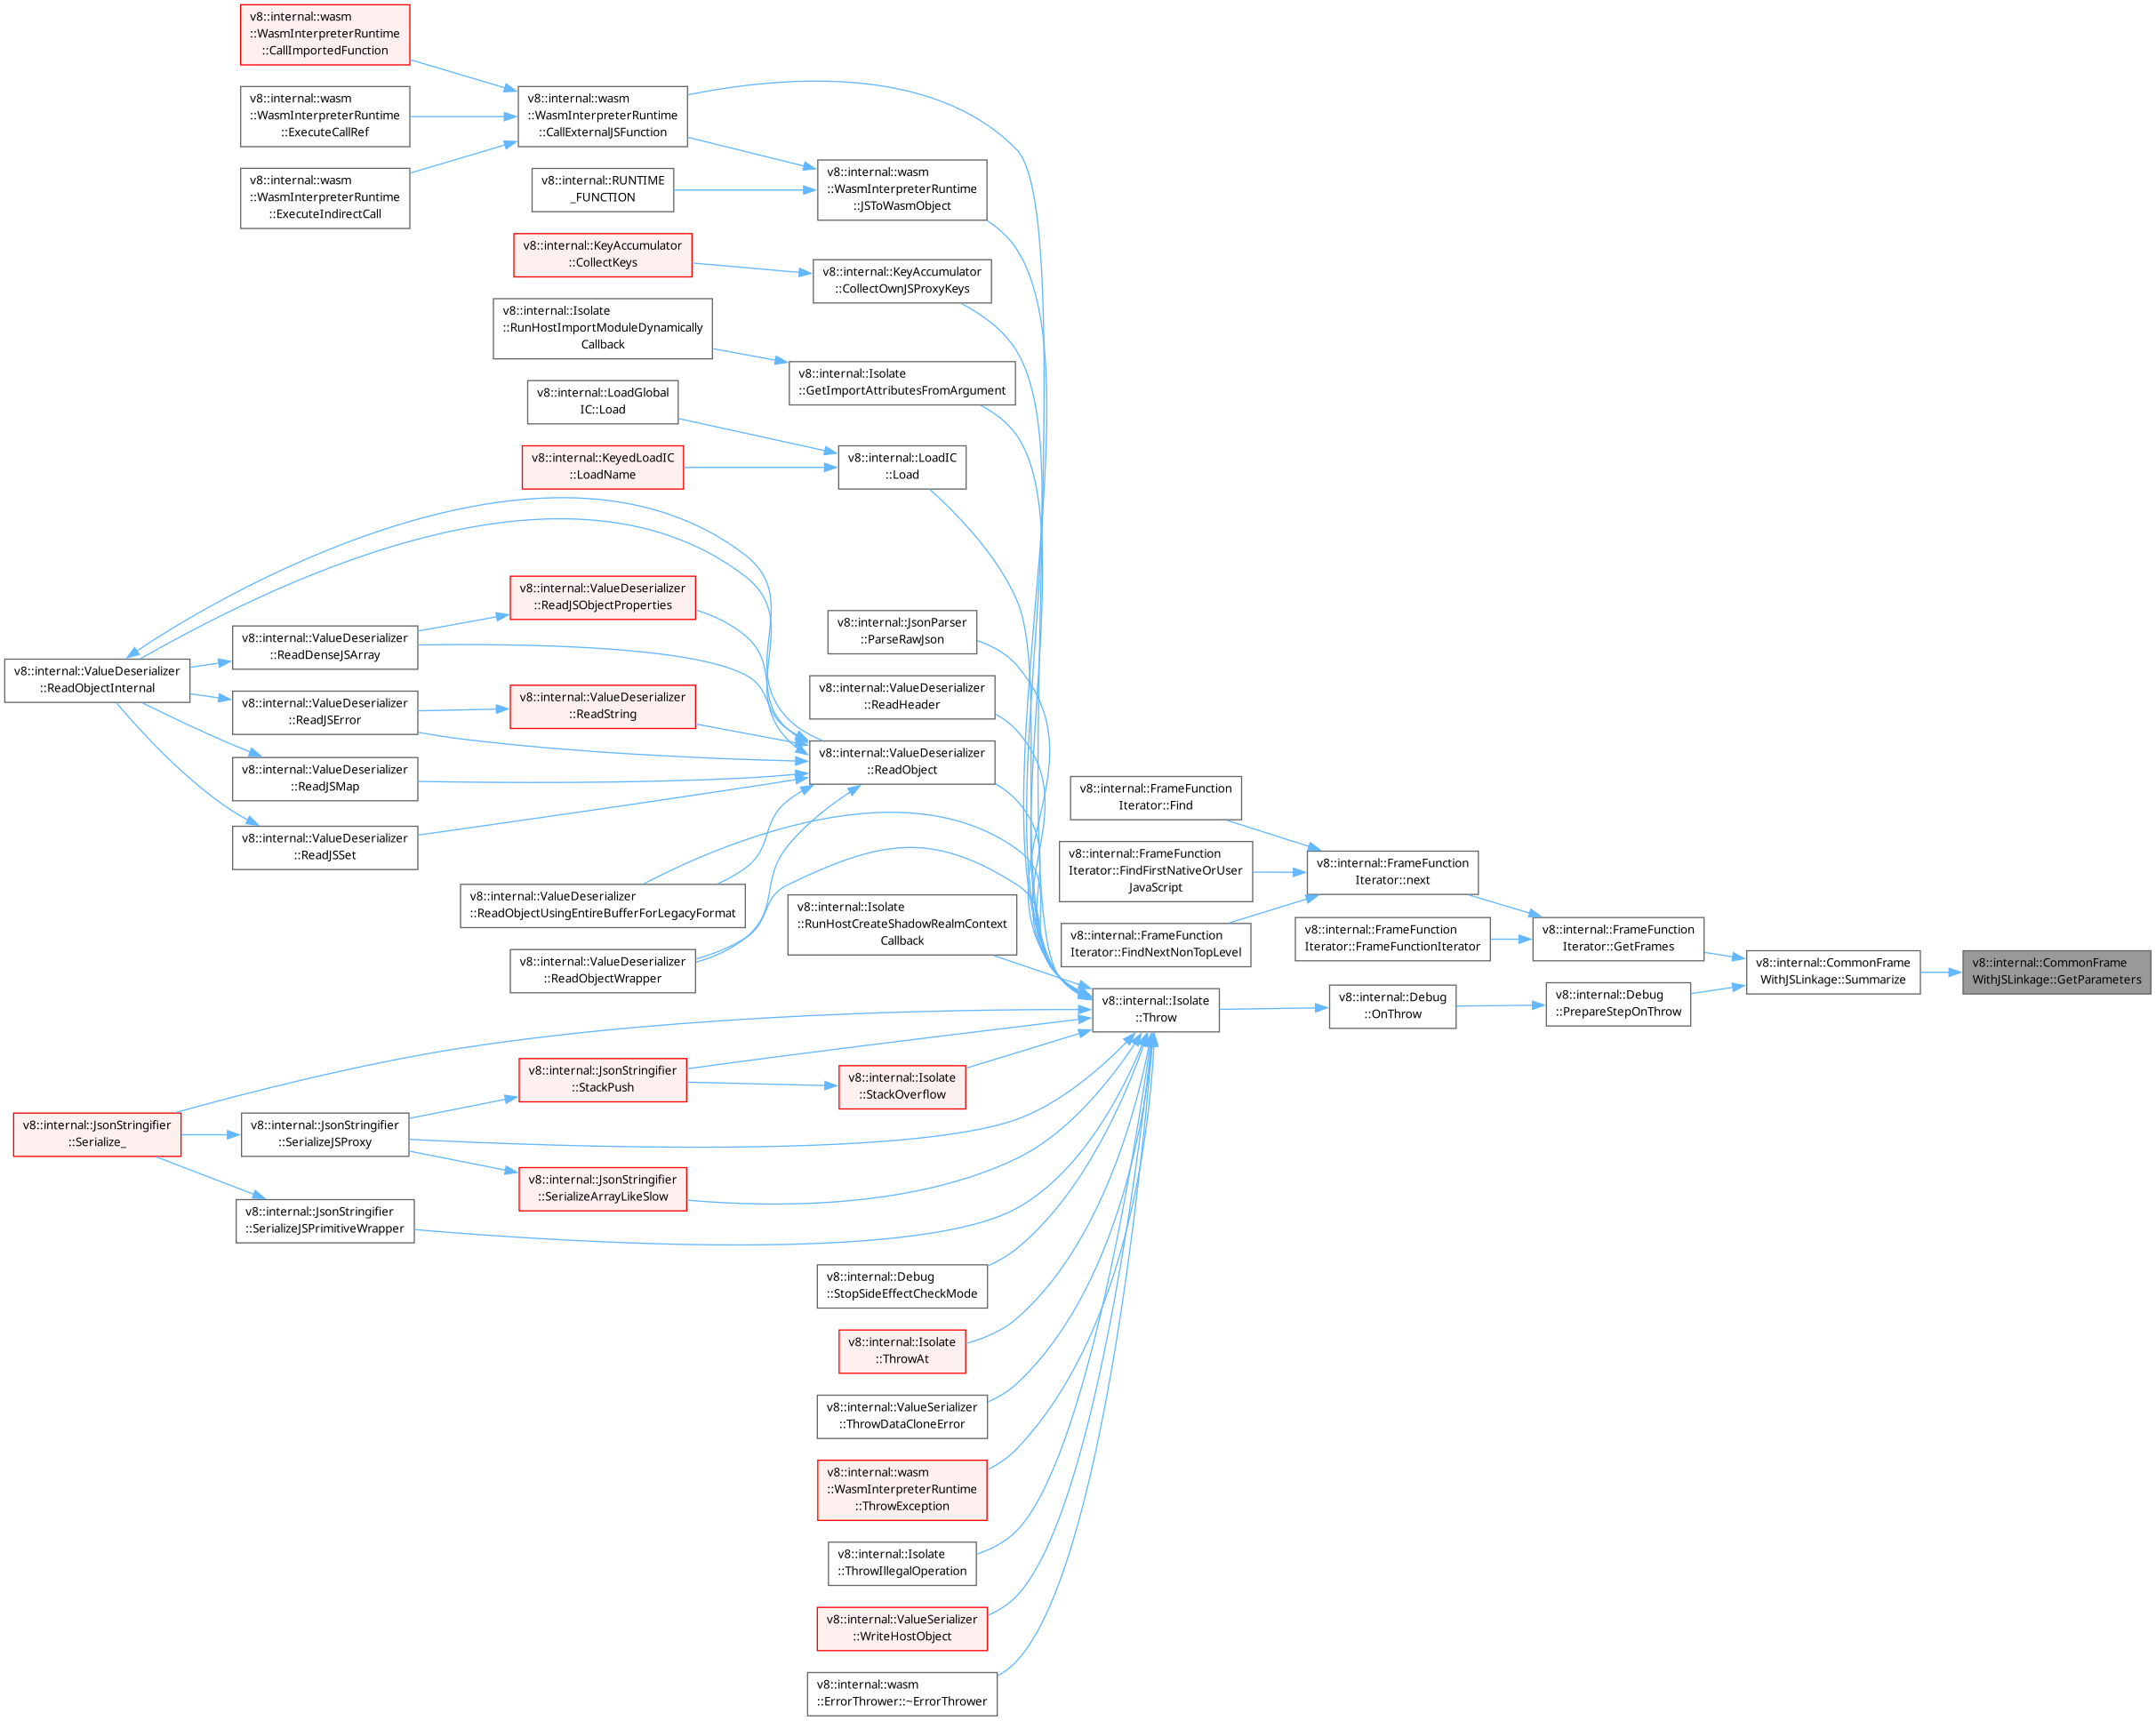 v8::internal::wasm
::WasmInterpreterRuntime
::CallImportedFunction
v8::internal::wasm
::WasmInterpreterRuntime
::ExecuteCallRef
v8::internal::wasm
::WasmInterpreterRuntime
::ExecuteIndirectCall
v8::internal::wasm
::WasmInterpreterRuntime
::CallExternalJSFunction
v8::internal::RUNTIME
_FUNCTION
v8::internal::wasm
::WasmInterpreterRuntime
::JSToWasmObject
v8::internal::KeyAccumulator
::CollectKeys
v8::internal::KeyAccumulator
::CollectOwnJSProxyKeys
v8::internal::Isolate
::RunHostImportModuleDynamically
Callback
v8::internal::Isolate
::GetImportAttributesFromArgument
v8::internal::LoadGlobal
IC::Load
v8::internal::KeyedLoadIC
::LoadName
v8::internal::LoadIC
::Load
v8::internal::ValueDeserializer
::ReadJSObjectProperties
v8::internal::JsonParser
::ParseRawJson
v8::internal::ValueDeserializer
::ReadDenseJSArray
v8::internal::ValueDeserializer
::ReadObjectInternal
v8::internal::ValueDeserializer
::ReadJSError
v8::internal::ValueDeserializer
::ReadString
v8::internal::ValueDeserializer
::ReadHeader
v8::internal::ValueDeserializer
::ReadJSMap
v8::internal::ValueDeserializer
::ReadObject
v8::internal::ValueDeserializer
::ReadJSSet
v8::internal::ValueDeserializer
::ReadObjectUsingEntireBufferForLegacyFormat
v8::internal::ValueDeserializer
::ReadObjectWrapper
v8::internal::Isolate
::RunHostCreateShadowRealmContext
Callback
v8::internal::FrameFunction
Iterator::Find
v8::internal::FrameFunction
Iterator::FindFirstNativeOrUser
JavaScript
v8::internal::FrameFunction
Iterator::FindNextNonTopLevel
v8::internal::FrameFunction
Iterator::next
v8::internal::FrameFunction
Iterator::FrameFunctionIterator
v8::internal::FrameFunction
Iterator::GetFrames
v8::internal::CommonFrame
WithJSLinkage::Summarize
v8::internal::CommonFrame
WithJSLinkage::GetParameters
v8::internal::Isolate
::Throw
v8::internal::Debug
::OnThrow
v8::internal::Debug
::PrepareStepOnThrow
v8::internal::JsonStringifier
::StackPush
v8::internal::Isolate
::StackOverflow
v8::internal::JsonStringifier
::Serialize_
v8::internal::JsonStringifier
::SerializeJSProxy
v8::internal::JsonStringifier
::SerializeArrayLikeSlow
v8::internal::JsonStringifier
::SerializeJSPrimitiveWrapper
v8::internal::Debug
::StopSideEffectCheckMode
v8::internal::Isolate
::ThrowAt
v8::internal::ValueSerializer
::ThrowDataCloneError
v8::internal::wasm
::WasmInterpreterRuntime
::ThrowException
v8::internal::Isolate
::ThrowIllegalOperation
v8::internal::ValueSerializer
::WriteHostObject
v8::internal::wasm
::ErrorThrower::~ErrorThrower